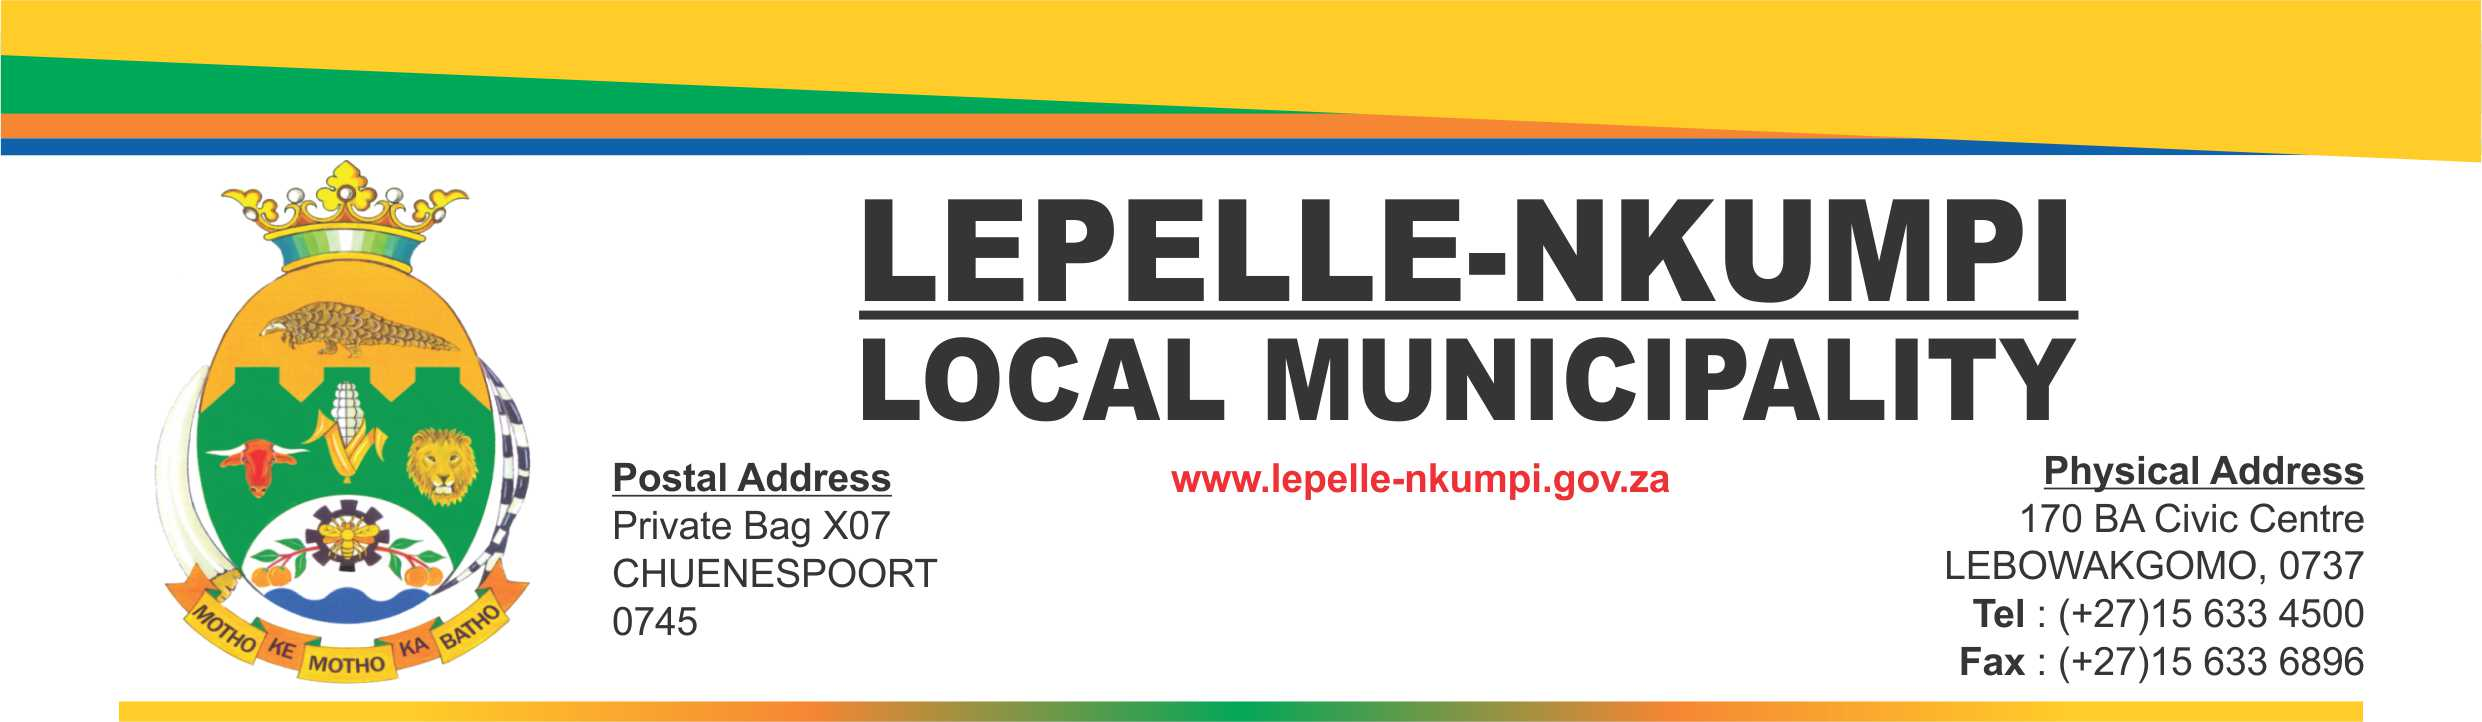 LEPELLE-NKUMPI
LOCAL MUNICIPALITY
MOTHO KE MOTHO KA BATHO
Postal Address
Private Bag X07
CHUENESPOORT
0745
www.lepelle-nkumpi.gov.za
Physical Address
170 BA Civic Centre
LEBOWAKGOMO, 0737
Tel : (+27)15 633 4500
Fax : (+27)15 633 6896